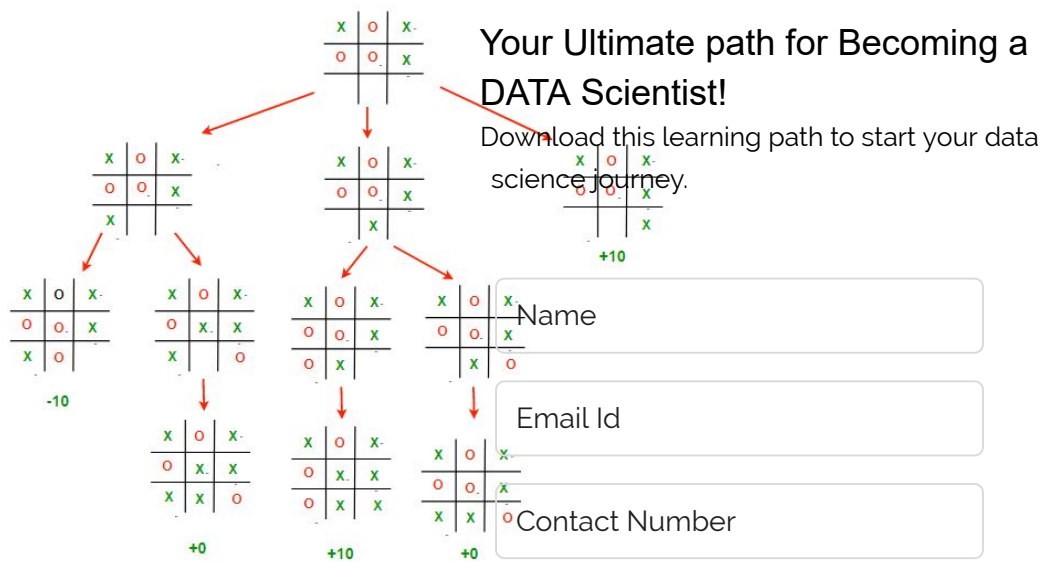 X O X
O O X
Your Ultimate path for Becoming a
DATA Scientist!
Download this learning path to start your data
science journey.
X O X
O O X
X
X O X
O O X
X
X O X
O O X
X
+10
X O X
O O X
X O
-10
X O X
O X X
X O
X O X
O O X
O X
X O X
O O X
X O
X O X
O X X
X X O
+0
X O X
O X X
O X X
+10
X O X
O O X
X X O
+0
Name
Email Id
Contact Number